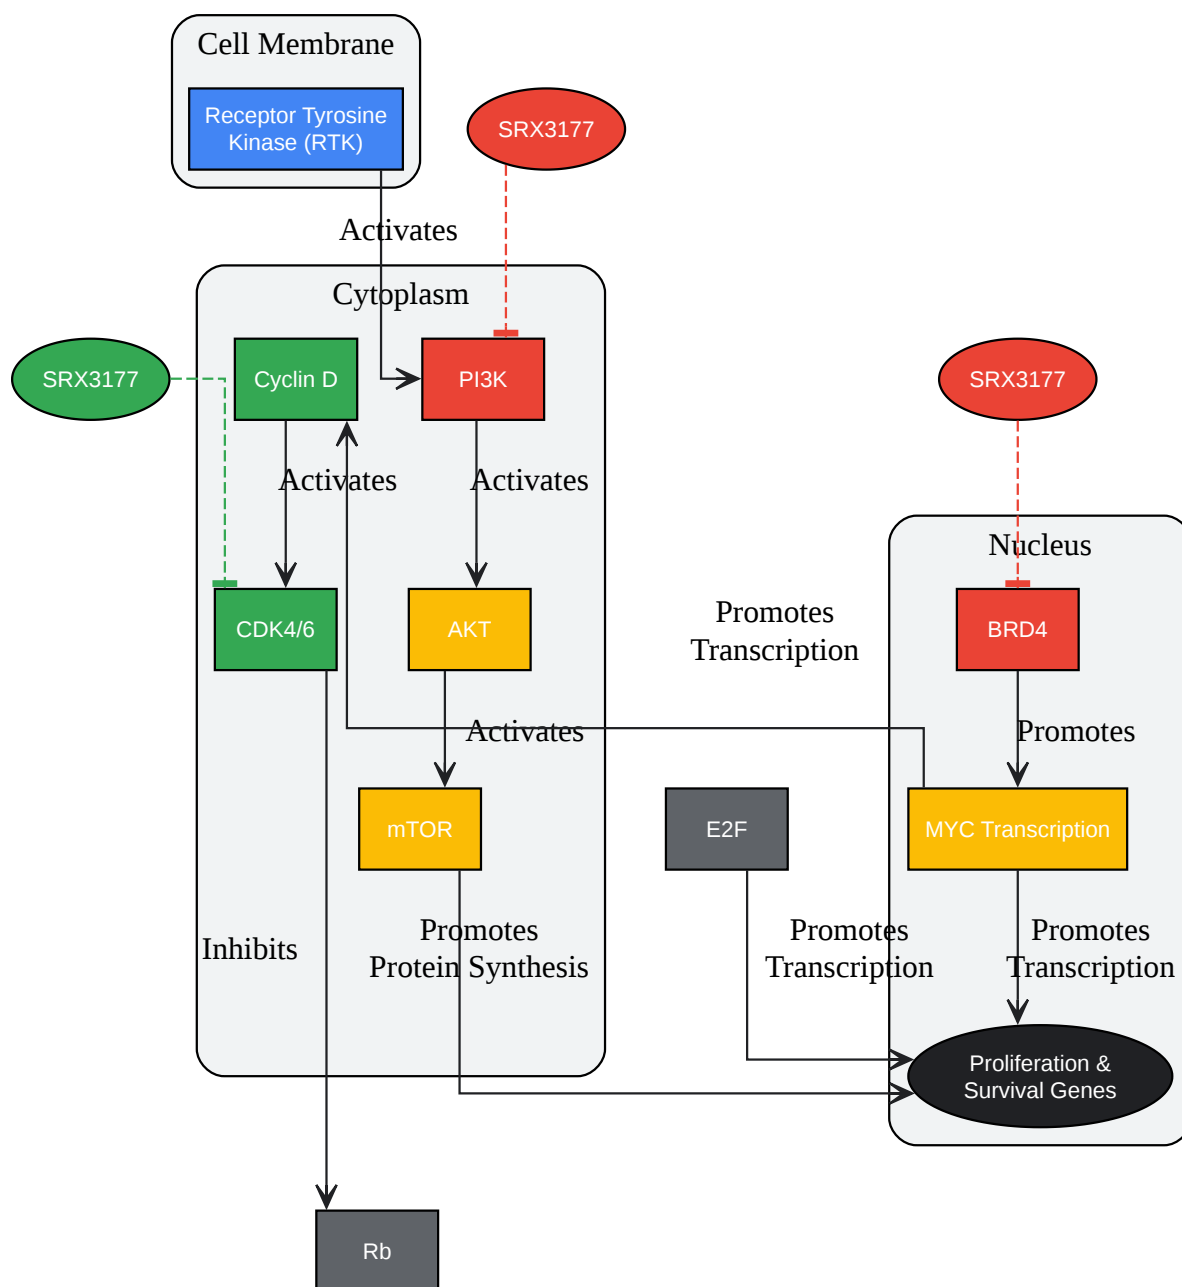 Cell Membrane
Receptor Tyrosine
Kinase (RTK)
SRX3177
Activates
Cytoplasm
SRX3177
Cyclin D
PI3K
SRX3177
Activates
Activates
Nucleus
CDK4/6
AKT
Promotes
Transcription
BRD4
Activates
Promotes
mTOR
E2F
MYC Transcription
Inhibits
Promotes
Protein Synthesis
Promotes
Transcription
Promotes
Transcription
Proliferation &
Survival Genes
Rb